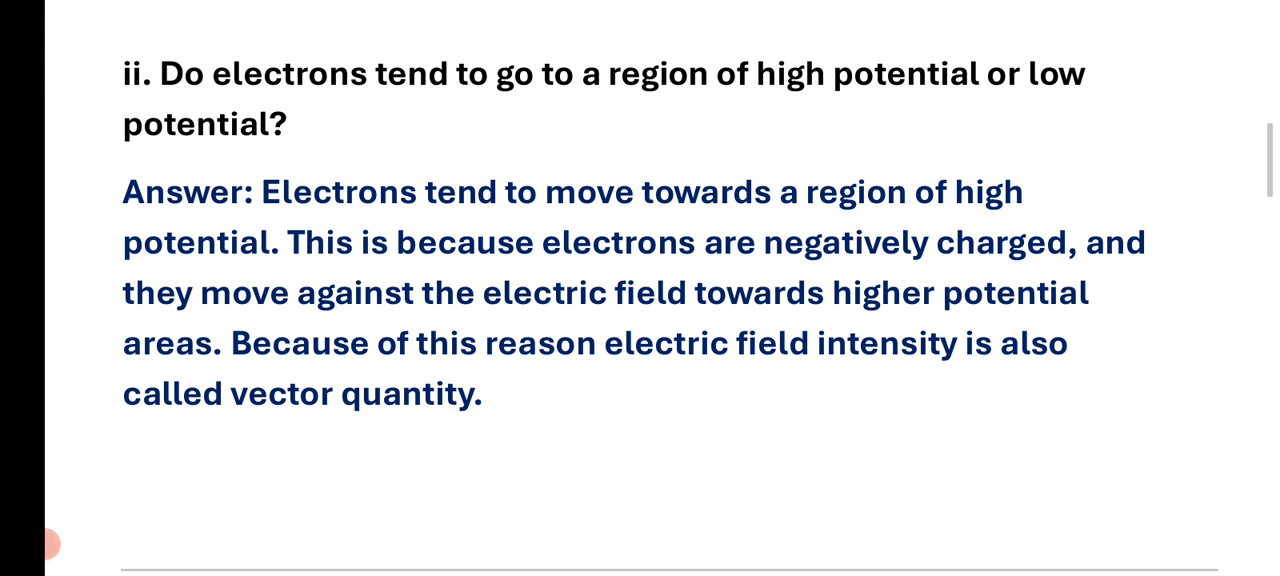 ii. Do electrons tend to go to a region of high potential or low
potential?
Answer: Electrons tend to move towards a region of high
potential. This is because electrons are negatively charged, and
they move against the electric field towards higher potential
areas. Because of this reason electric field intensity is also
called vector quantity.